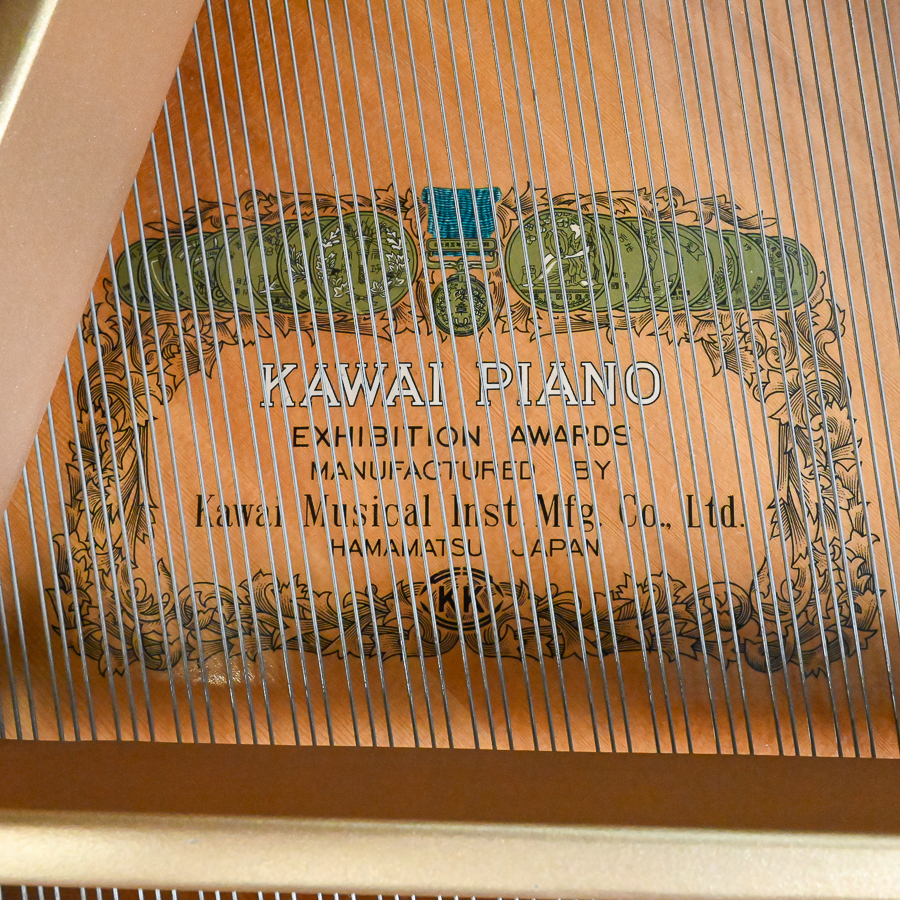 KAWAI PIANO
EXHIBITION AWARDS
MANUFACTURED BY
Kawai Musical Inst. Mfg. Co., Ltd.
HAMAMATSU JAPAN
KK